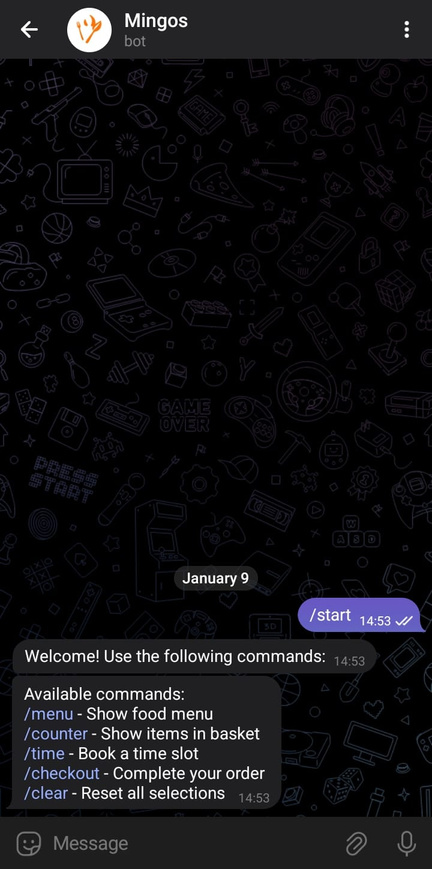 Mingos
bot
GAME
OVER
PRESS
START
W
A S D
January 9
/start 14:53
Welcome! Use the following commands: 14:53
Available commands:
/menu - Show food menu
/counter - Show items in basket
/time - Book a time slot
/checkout - Complete your order
/clear - Reset all selections 14:53
Message